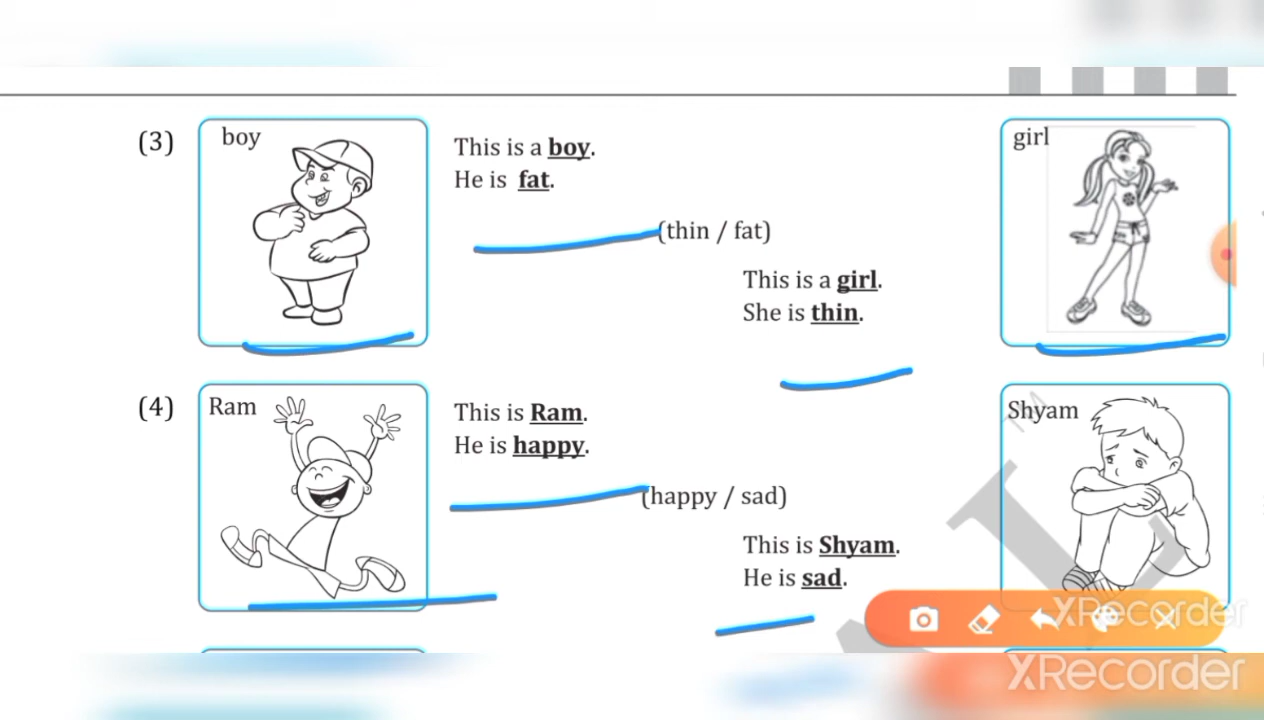 (3)
boy
This is a boy.
He is fat.
(thin / fat)
This is a girl.
She is thin.
girl
(4)
Ram
This is Ram.
He is happy.
(happy / sad)
This is Shyam.
He is sad.
Shyam
XRecorder
XRecorder